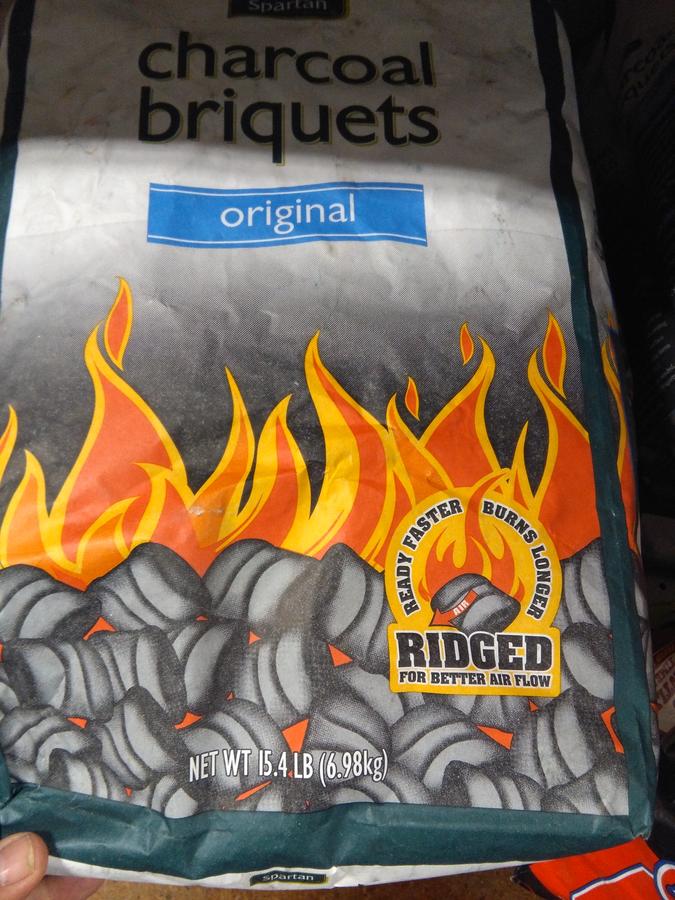 Spartan
charcoal
briquets
original
READY FASTER BURNS LONGER
AIR
RIDGED
FOR BETTER AIR FLOW
NET WT 15.4 LB (6.98kg)
spartan